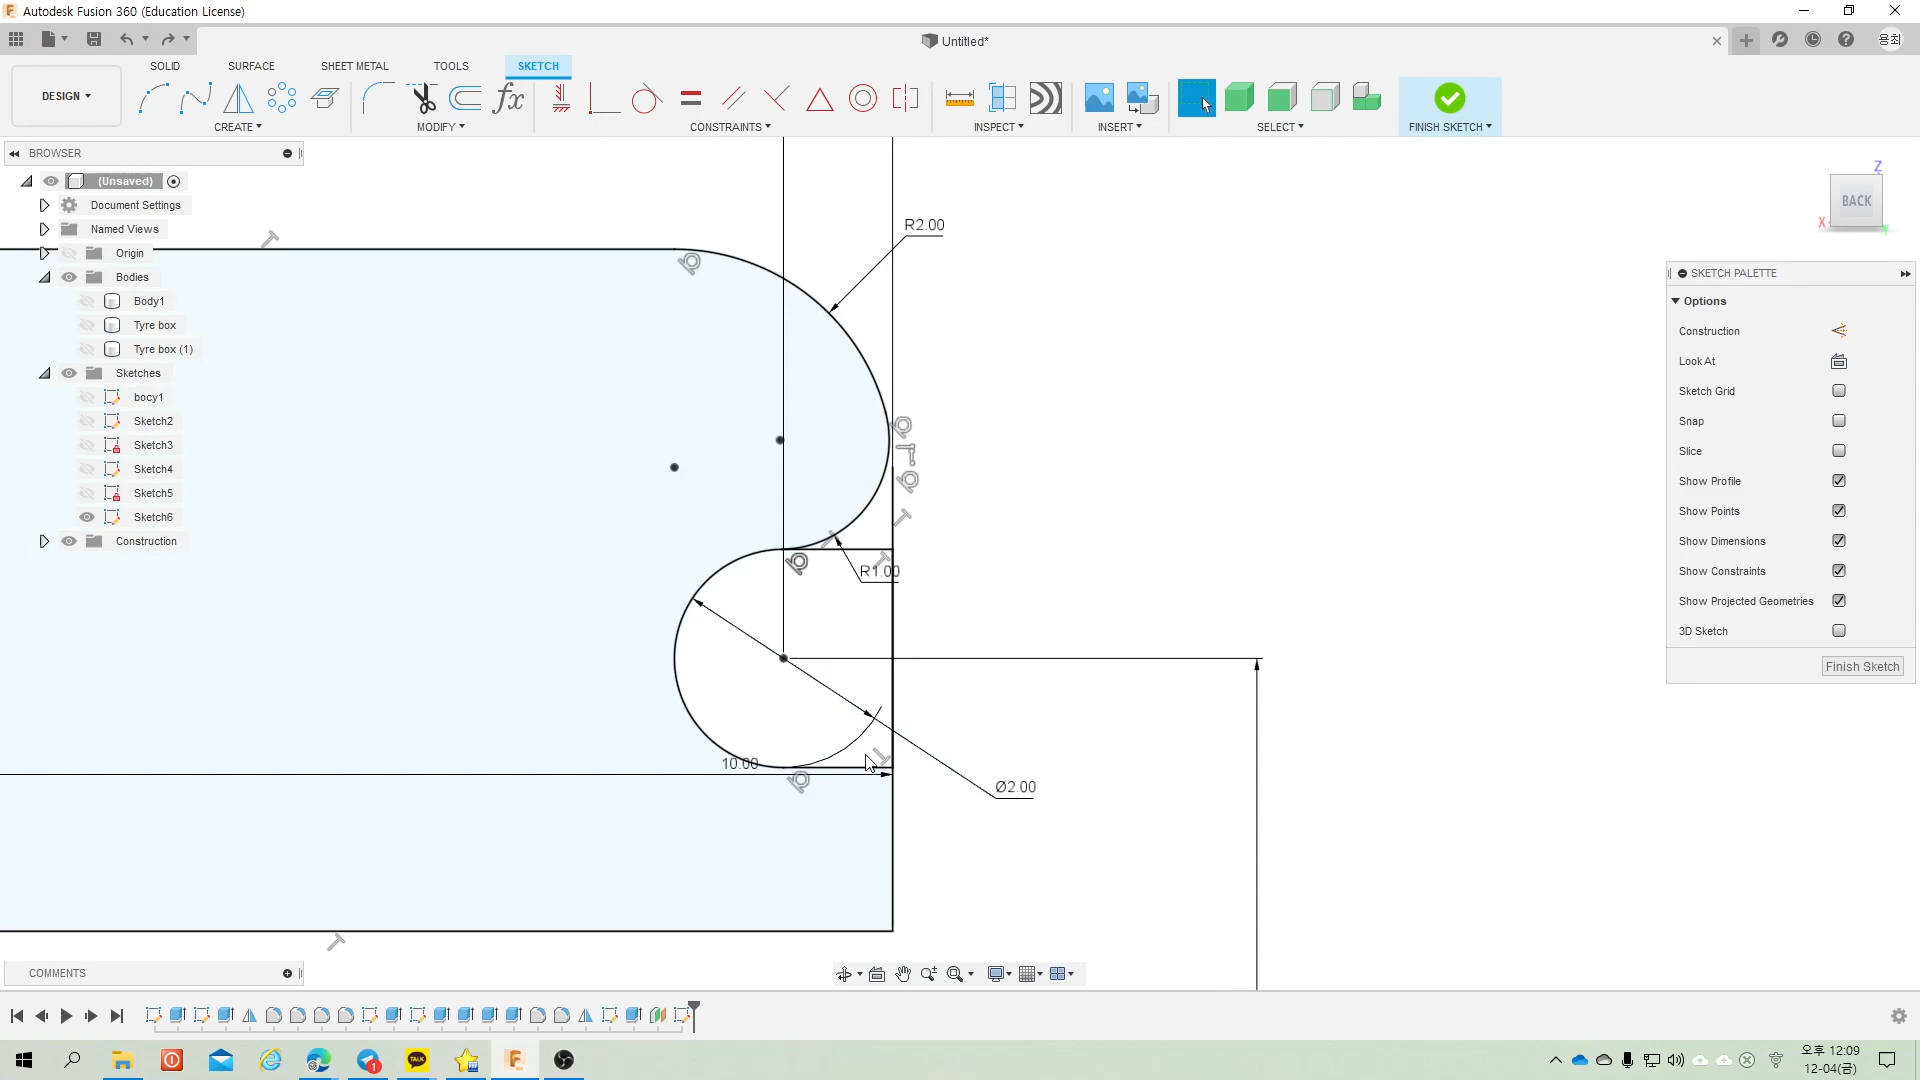 Autodesk Fusion 360 (Education License)
Untitled*
용최
SOLID
SURFACE
SHEET METAL
TOOLS
SKETCH
DESIGN
CREATE
MODIFY
CONSTRAINTS
INSPECT
INSERT
SELECT
FINISH SKETCH
BROWSER
(Unsaved)
Document Settings
Named Views
Origin
Bodies
Body1
Tyre box
Tyre box (1)
Sketches
bocy1
Sketch2
Sketch3
Sketch4
Sketch5
Sketch6
Construction
R2.00
R1.00
10.00
Ø2.00
Z
BACK
X
Y
SKETCH PALETTE
Options
Construction
Look At
Sketch Grid
Snap
Slice
Show Profile
Show Points
Show Dimensions
Show Constraints
Show Projected Geometries
3D Sketch
Finish Sketch
COMMENTS
TALK
1
오후 12:09
12-04(금)